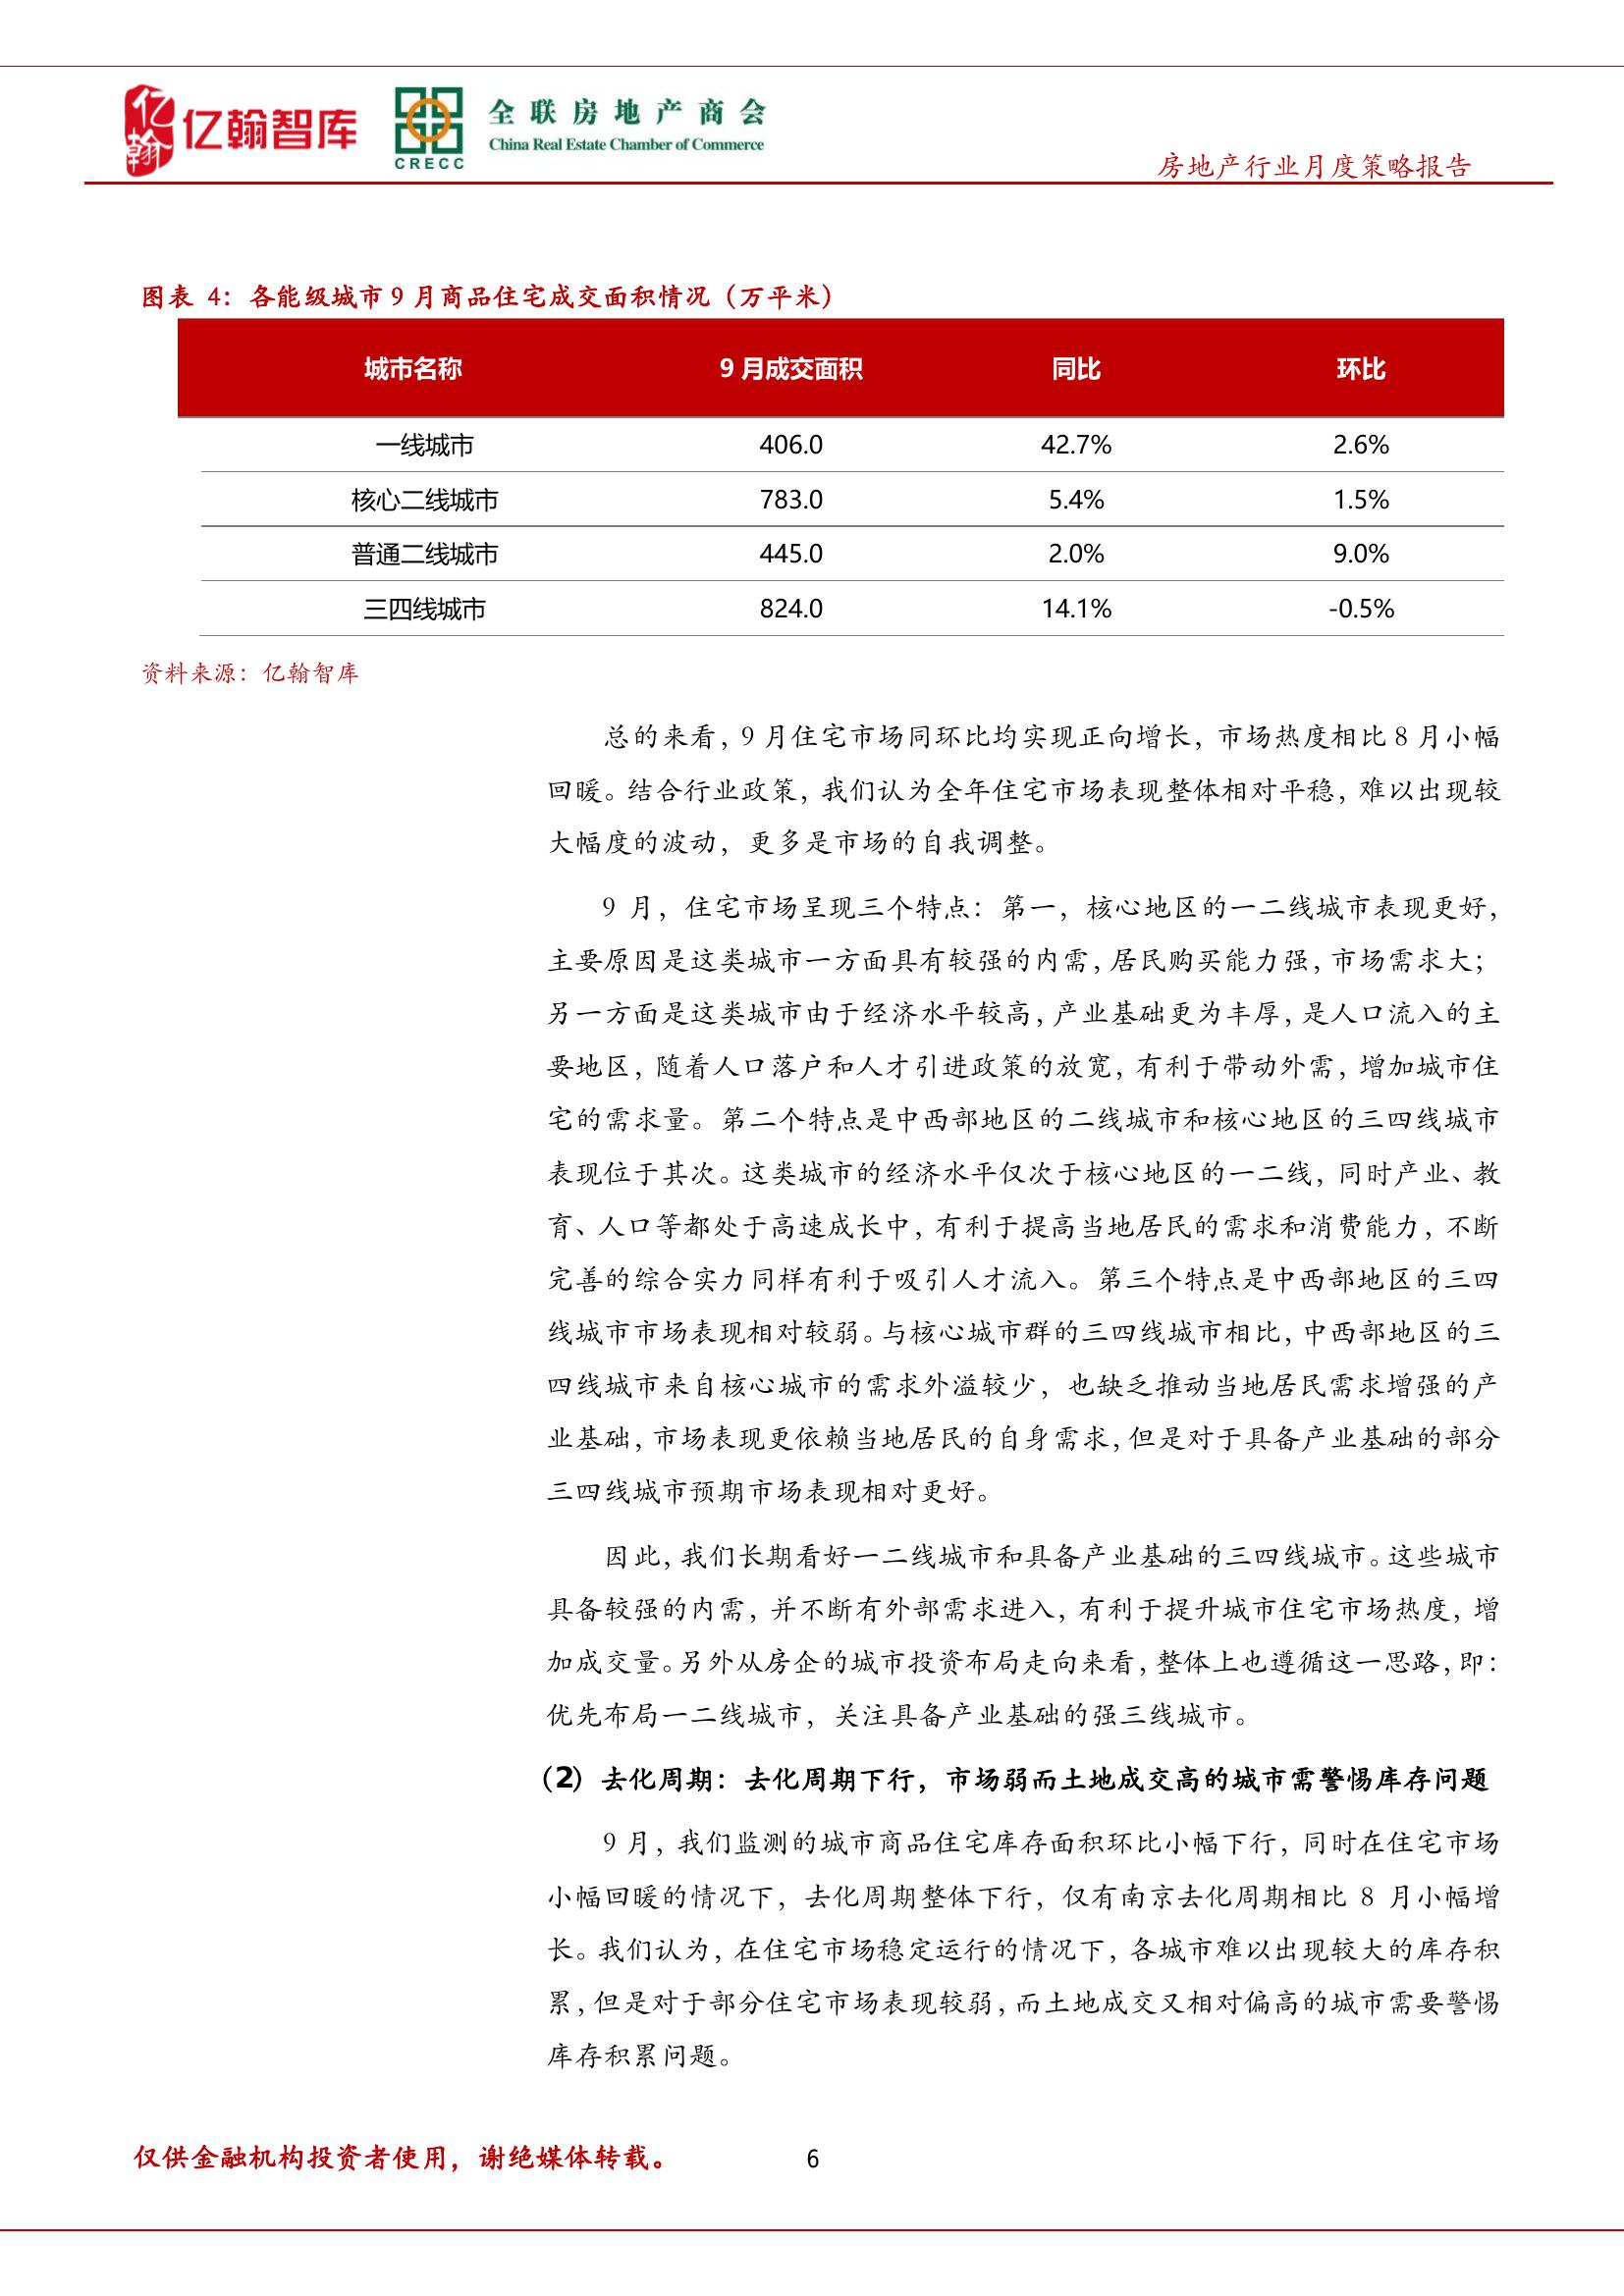 亿翰
亿翰智库
CRECC
全联房地产商会
China Real Estate Chamber of Commerce
房地产行业月度策略报告
图表 4：各能级城市 9 月商品住宅成交面积情况（万平米）
城市名称 9 月成交面积 同比 环比
一线城市 406.0 42.7% 2.6%
核心二线城市 783.0 5.4% 1.5%
普通二线城市 445.0 2.0% 9.0%
三四线城市 824.0 14.1% -0.5%
资料来源：亿翰智库
总的来看，9 月住宅市场同环比均实现正向增长，市场热度相比 8 月小幅
回暖。结合行业政策，我们认为全年住宅市场表现整体相对平稳，难以出现较
大幅度的波动，更多是市场的自我调整。
9 月，住宅市场呈现三个特点：第一，核心地区的一二线城市表现更好，
主要原因是这类城市一方面具有较强的内需，居民购买能力强，市场需求大；
另一方面是这类城市由于经济水平较高，产业基础更为丰厚，是人口流入的主
要地区，随着人口落户和人才引进政策的放宽，有利于带动外需，增加城市住
宅的需求量。第二个特点是中西部地区的二线城市和核心地区的三四线城市
表现位于其次。这类城市的经济水平仅次于核心地区的一二线，同时产业、教
育、人口等都处于高速成长中，有利于提高当地居民的需求和消费能力，不断
完善的综合实力同样有利于吸引人才流入。第三个特点是中西部地区的三四
线城市市场表现相对较弱。与核心城市群的三四线城市相比，中西部地区的三
四线城市来自核心城市的需求外溢较少，也缺乏推动当地居民需求增强的产
业基础，市场表现更依赖当地居民的自身需求，但是对于具备产业基础的部分
三四线城市预期市场表现相对更好。
因此，我们长期看好一二线城市和具备产业基础的三四线城市。这些城市
具备较强的内需，并不断有外部需求进入，有利于提升城市住宅市场热度，增
加成交量。另外从房企的城市投资布局走向来看，整体上也遵循这一思路，即：
优先布局一二线城市，关注具备产业基础的强三线城市。
（2）去化周期：去化周期下行，市场弱而土地成交高的城市需警惕库存问题
9 月，我们监测的城市商品住宅库存面积环比小幅下行，同时在住宅市场
小幅回暖的情况下，去化周期整体下行，仅有南京去化周期相比 8 月小幅增
长。我们认为，在住宅市场稳定运行的情况下，各城市难以出现较大的库存积
累，但是对于部分住宅市场表现较弱，而土地成交又相对偏高的城市需要警惕
库存积累问题。
仅供金融机构投资者使用，谢绝媒体转载。 6